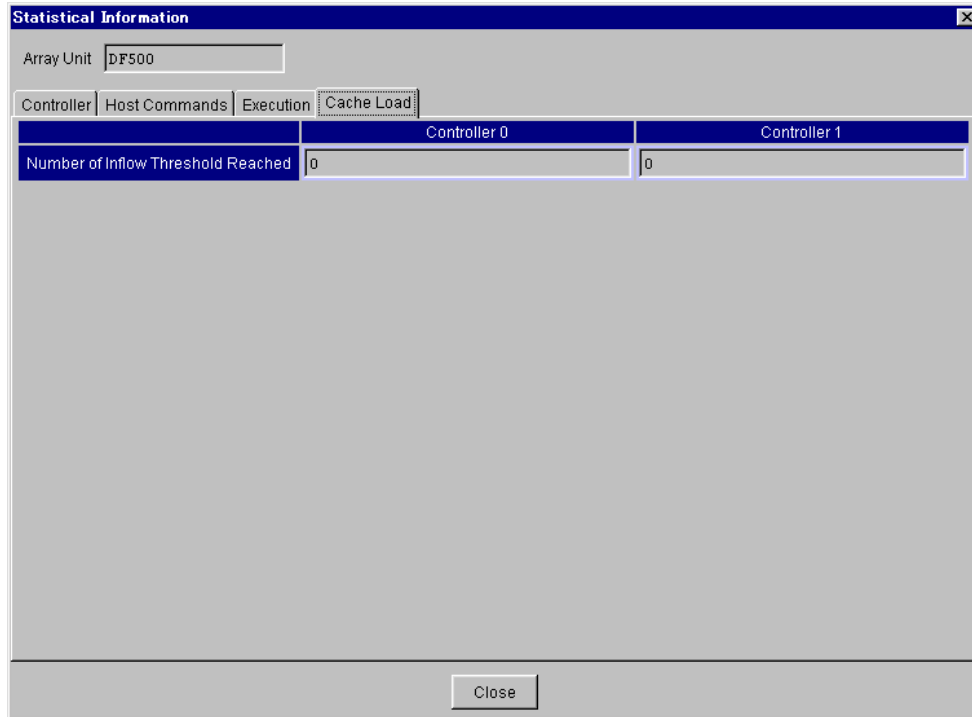 Statistical Information
Array Unit DF500
Controller Host Commands Execution Cache Load
Controller 0 Controller 1
Number of Inflow Threshold Reached 0 0
Close